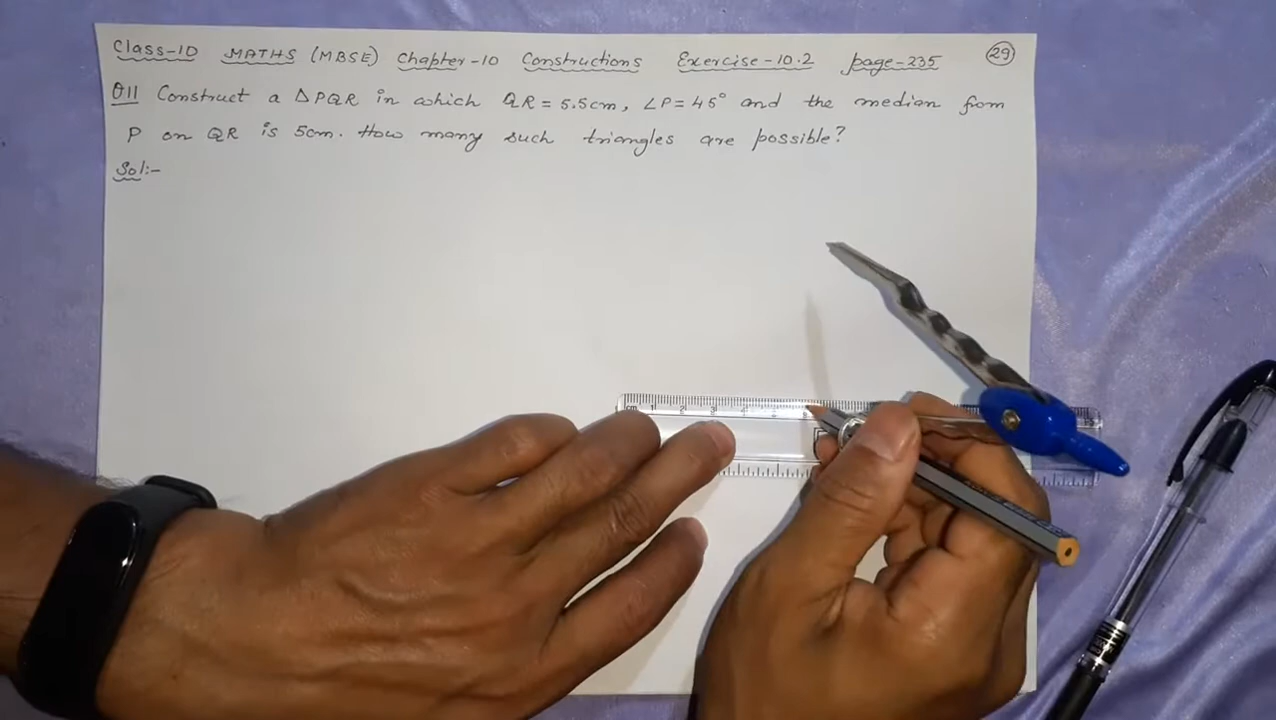 Class-10 MATHS (MBSE) Chapter-10 Constructions Exercise-10.2 page-235 29
Q11 Construct a △PQR in which QR = 5.5cm, ∠P = 45° and the median from
P on QR is 5cm. How many such triangles are possible?
Sol:-